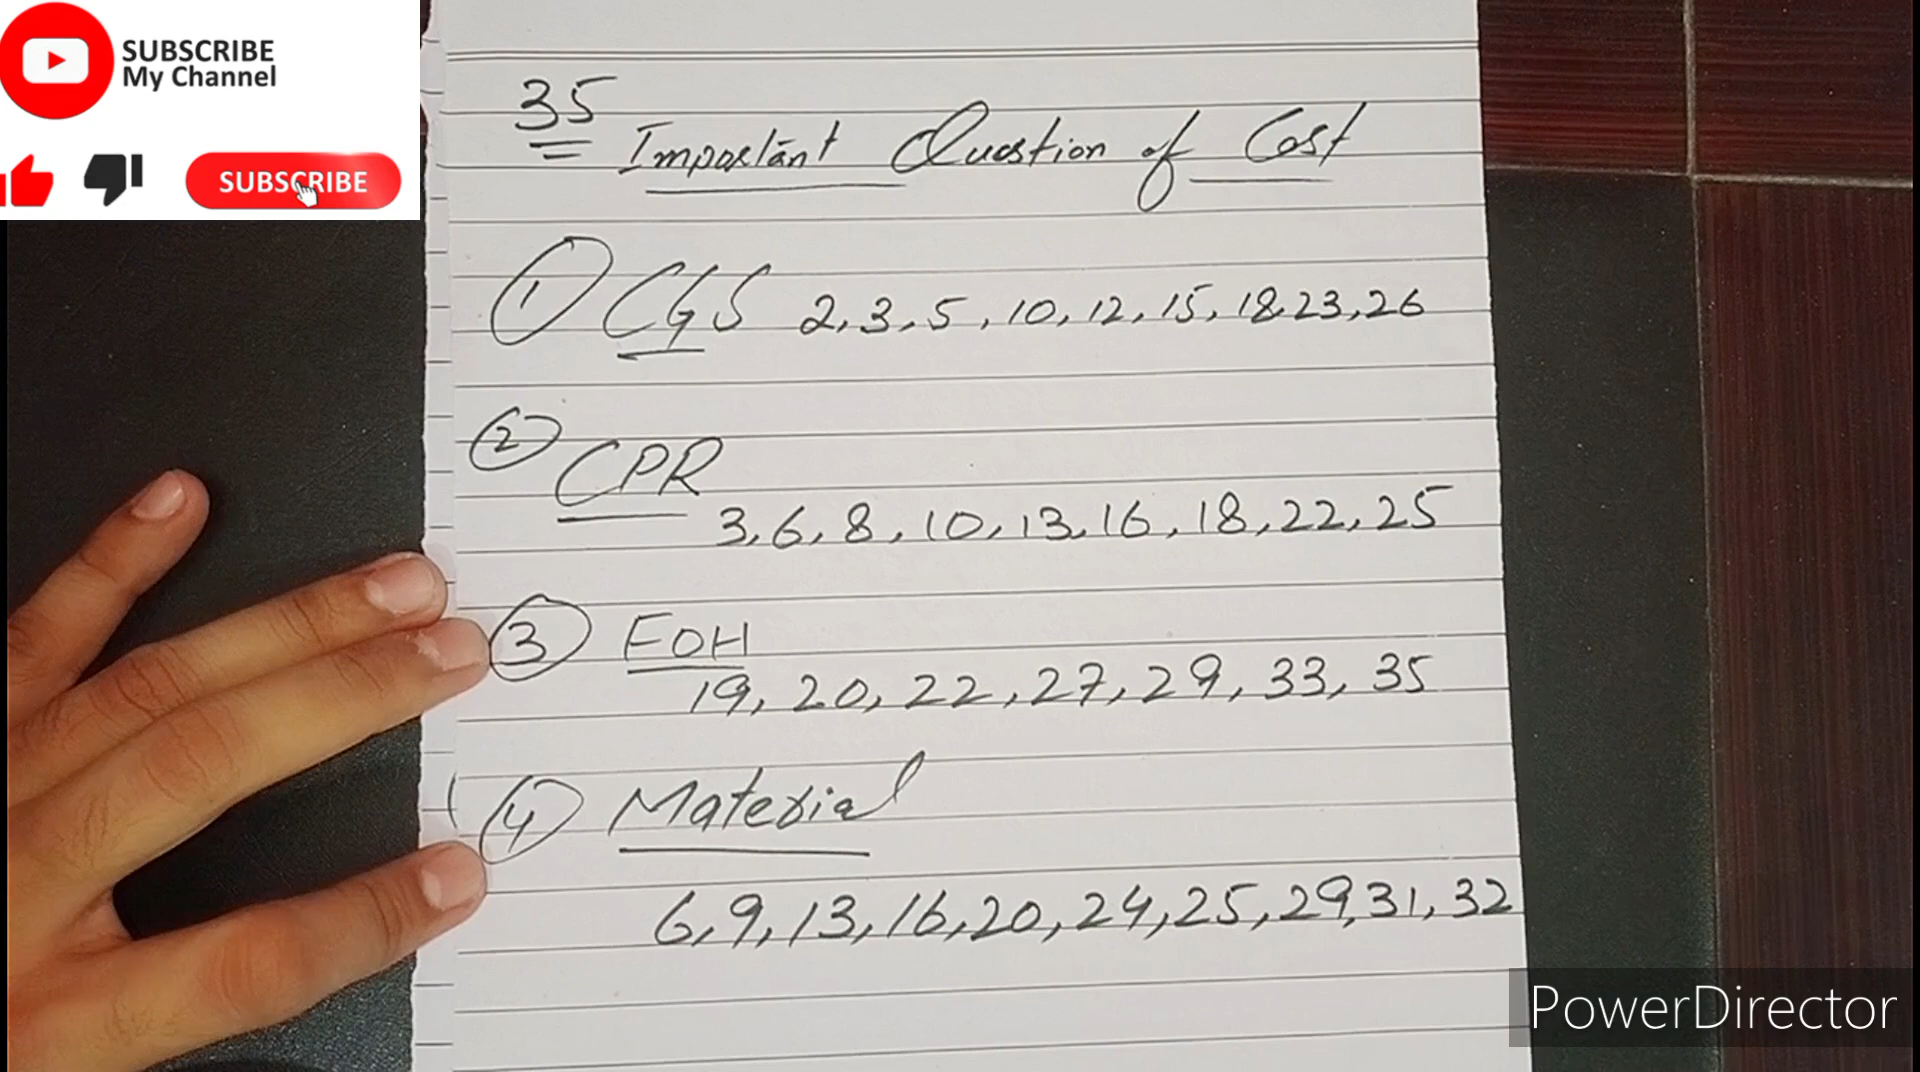 SUBSCRIBE
My Channel
SUBSCRIBE
35 Important Question of Cost
1 CGS 2, 3, 5, 10, 12, 15, 18, 23, 26
2 CPR
3, 6, 8, 10, 13, 16, 18, 22, 25
3 FOH
19, 20, 22, 27, 29, 33, 35
4 Material
6, 9, 13, 16, 20, 24, 25, 29, 31, 32
PowerDirector